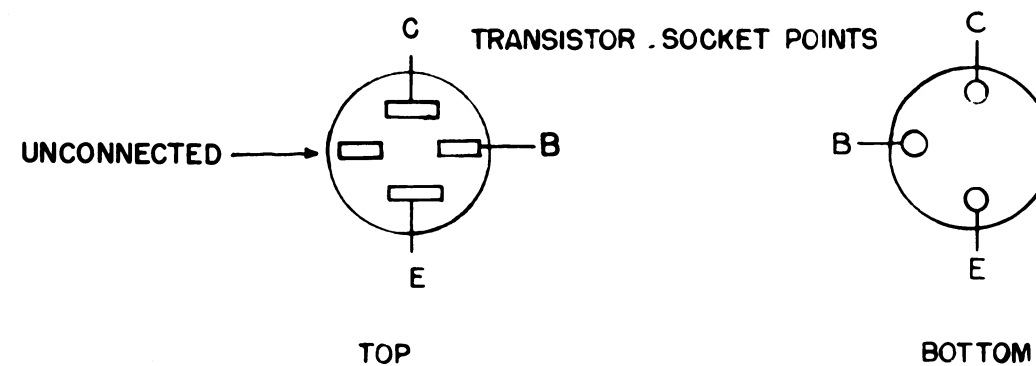 C
TRANSISTOR . SOCKET POINTS
C
UNCONNECTED
B
B
E
E
TOP
BOTTOM